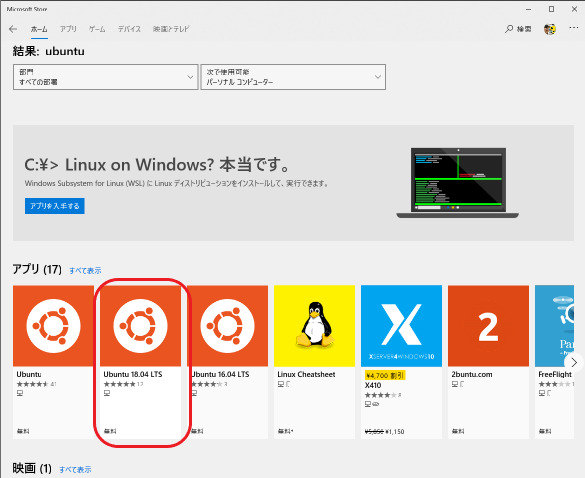 Microsoft Store
ホーム アプリ ゲーム デバイス 映画とテレビ 検索
結果: ubuntu
部門
すべての部署
次で使用可能
パーソナル コンピューター
C:¥> Linux on Windows? 本当です。
Windows Subsystem for Linux (WSL) に Linux ディストリビューションをインストールして、実行できます。
アプリを入手する
アプリ (17) すべて表示
2
XSERVER4WINDOWS10
Ubuntu
41
無料
Ubuntu 18.04 LTS
12
無料
Ubuntu 16.04 LTS
3
無料
Linux Cheatsheet
無料*
¥4,700 割引
X410
8
¥5,850 ¥1,150
2buntu.com
無料
FreeFlight
無料
映画 (1) すべて表示